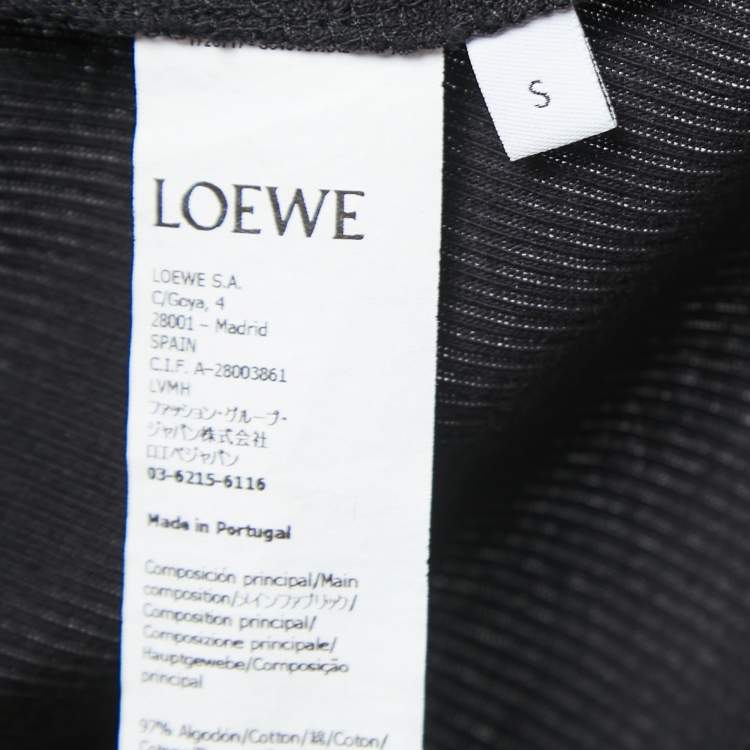 S
LOEWE
LOEWE S.A.
C/Goya, 4
28001 - Madrid
SPAIN
C.I.F. A-28003861
LVMH
ファッション・グループ・
ジャパン株式会社
ロエベジャパン
03-6215-6116
Made in Portugal
Composición principal/Main
composition/メインファブリック/
Composition principal/
Composizione principale/
Hauptgewebe/Composição
principal
97% Algodón/Cotton/綿/Coton/